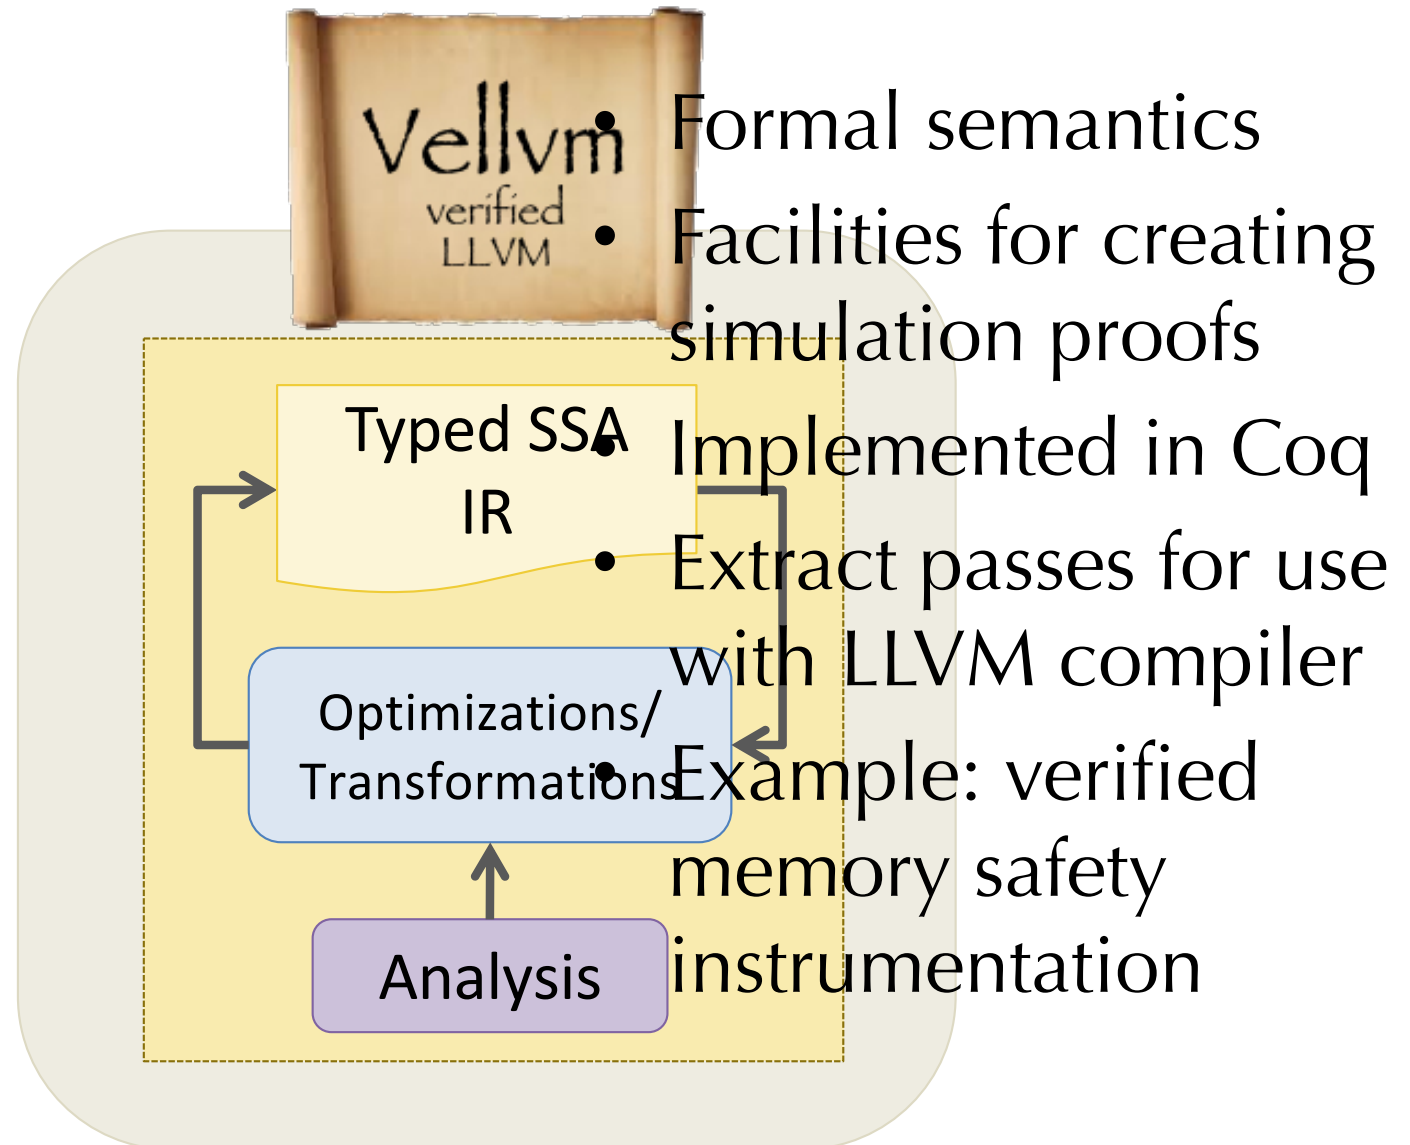 Vellvm
verified
LLVM
• Formal semantics
• Facilities for creating
simulation proofs
• Implemented in Coq
• Extract passes for use
with LLVM compiler
• Example: verified
memory safety
instrumentation
Typed SSA
IR
Optimizations/
Transformations
Analysis